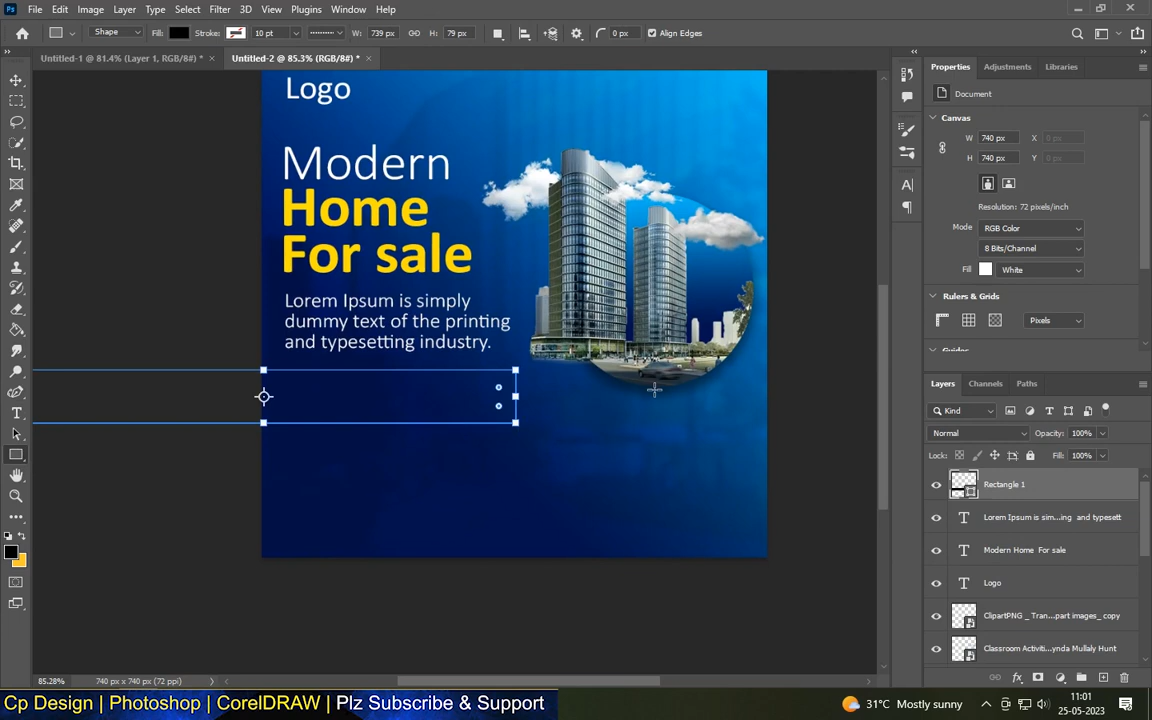 Ps
File Edit Image Layer Type Select Filter 3D View Plugins Window Help
Shape Fill: Stroke: 10 pt W: 739 px H: 79 px 0 px Align Edges
Untitled-1 @ 81.4% (Layer 1, RGB/8#) * Untitled-2 @ 85.3% (RGB/8#) *
Logo
Modern
Home
For sale
Lorem Ipsum is simply
dummy text of the printing
and typesetting industry.
Properties Adjustments Libraries
Document
Canvas
W 740 px X 0 px
H 740 px Y 0 px
Resolution: 72 pixels/inch
Mode RGB Color
8 Bits/Channel
Fill White
Rulers & Grids
Pixels
Guides
Layers Channels Paths
Kind
Normal Opacity: 100%
Lock: Fill: 100%
Rectangle 1
Lorem Ipsum is sim...ing and typesett
Modern Home For sale
Logo
ClipartPNG _ Tran...part images_ copy
Classroom Activiti...ynda Mullaly Hunt
85.28% 740 px x 740 px (72 ppi)
Cp Design | Photoshop | CorelDRAW | Plz Subscribe & Support
31°C Mostly sunny
11:01
25-05-2023